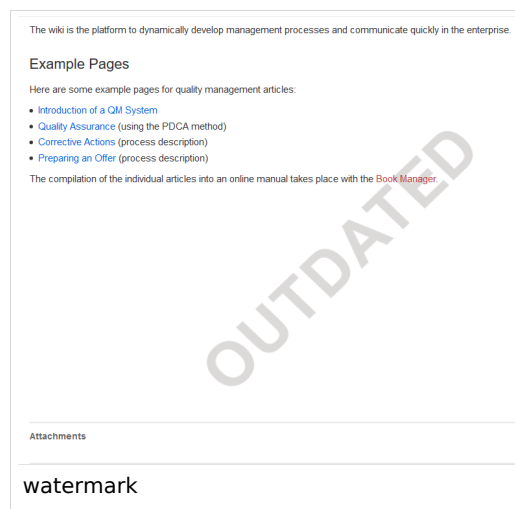 The wiki is the platform to dynamically develop management processes and communicate quickly in the enterprise.
Example Pages
Here are some example pages for quality management articles:
• Introduction of a QM System
• Quality Assurance (using the PDCA method)
• Corrective Actions (process description)
• Preparing an Offer (process description)
The compilation of the individual articles into an online manual takes place with the Book Manager.
OUTDATED
Attachments
watermark